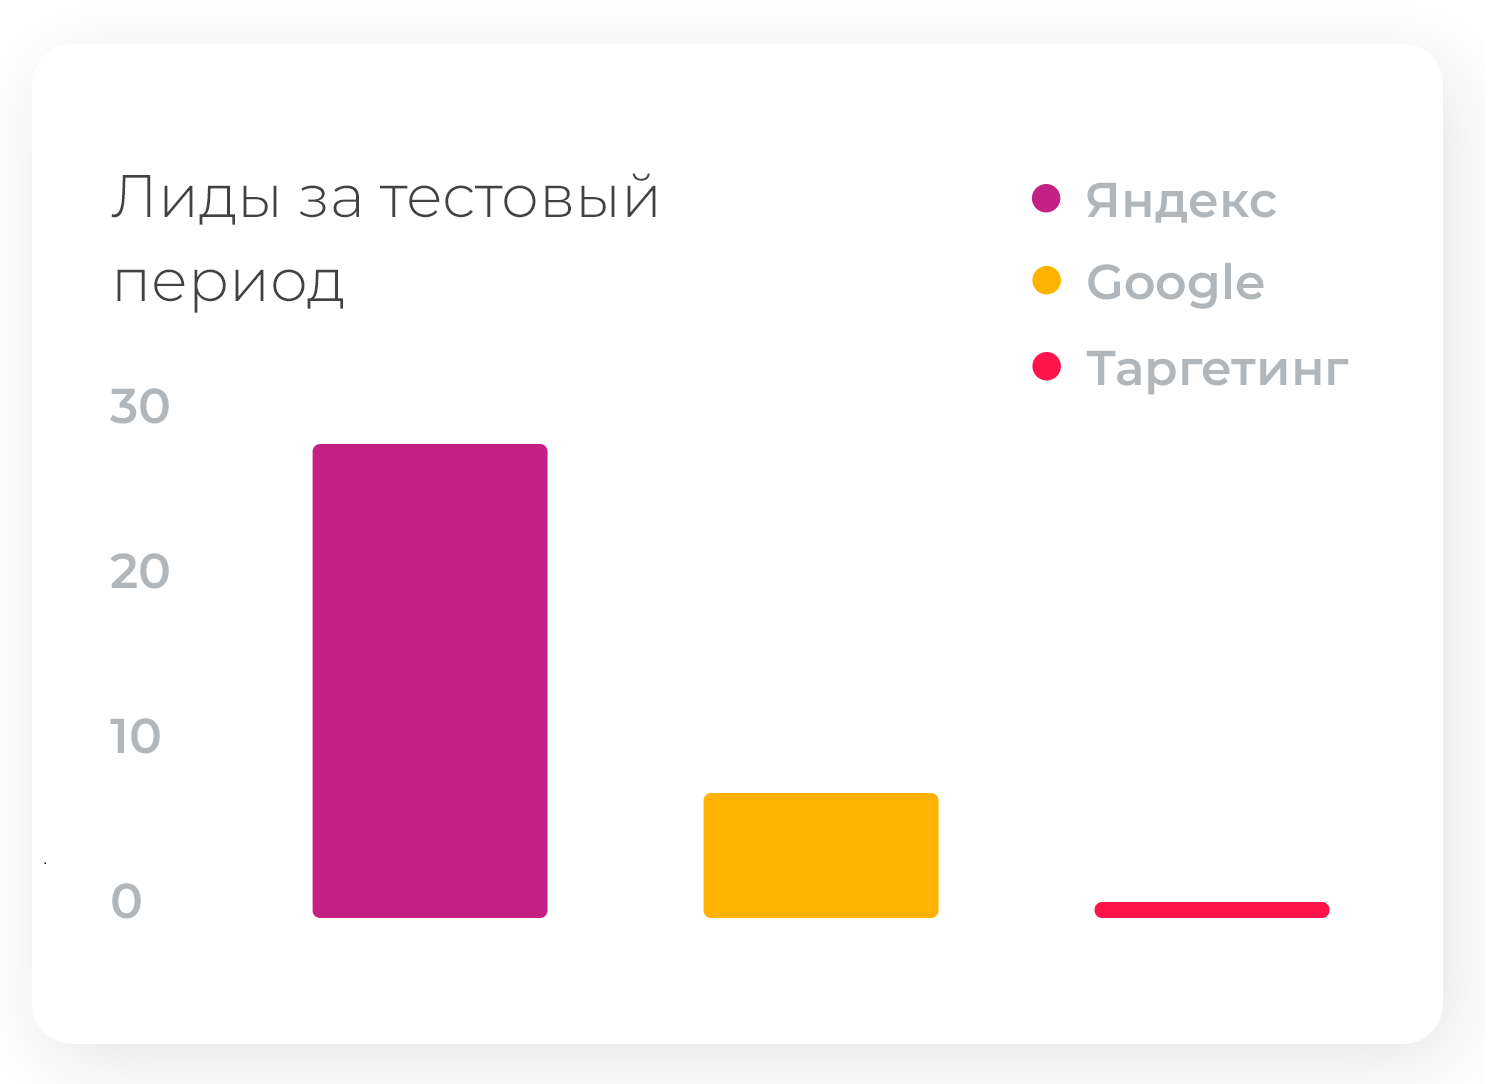 Лиды за тестовый
период
Яндекс
Google
Таргетинг
30
20
10
0